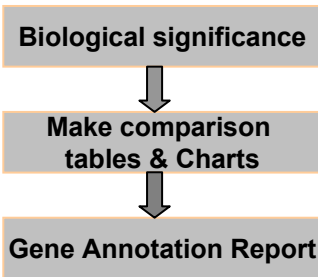 Biological significance
Make comparison
tables & Charts
Gene Annotation Report